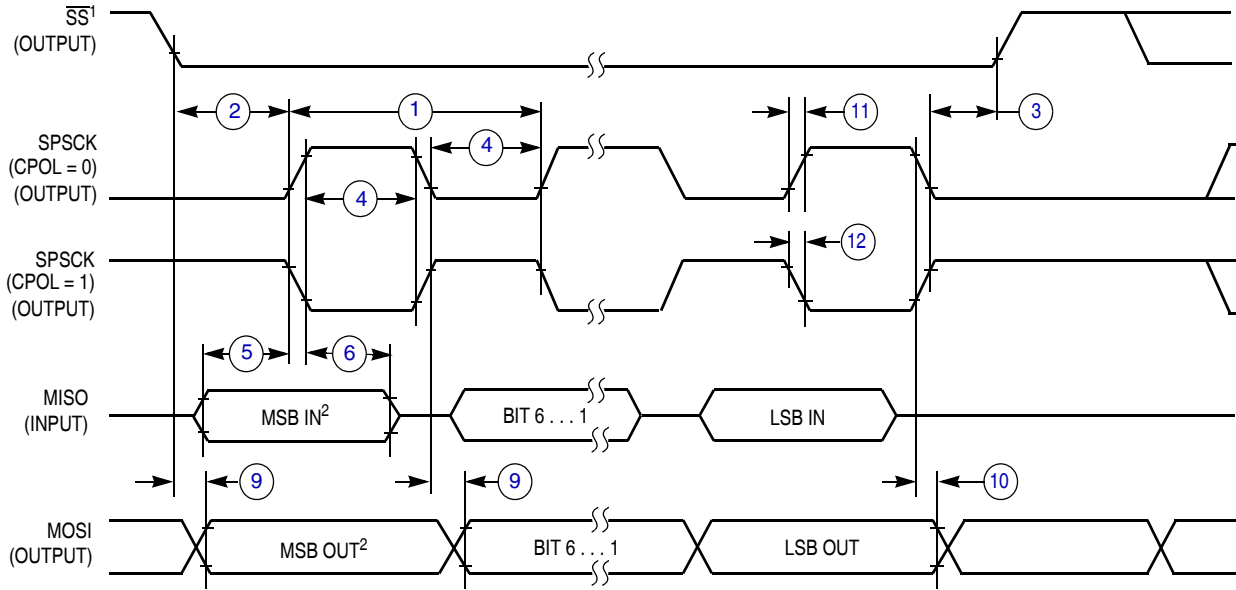 SS¹
(OUTPUT)
2
1
11
3
SPSCK
(CPOL = 0)
(OUTPUT)
4
4
SPSCK
(CPOL = 1)
(OUTPUT)
12
5
6
MISO
(INPUT)
MSB IN²
BIT 6 . . . 1
LSB IN
9
9
10
MOSI
(OUTPUT)
MSB OUT²
BIT 6 . . . 1
LSB OUT